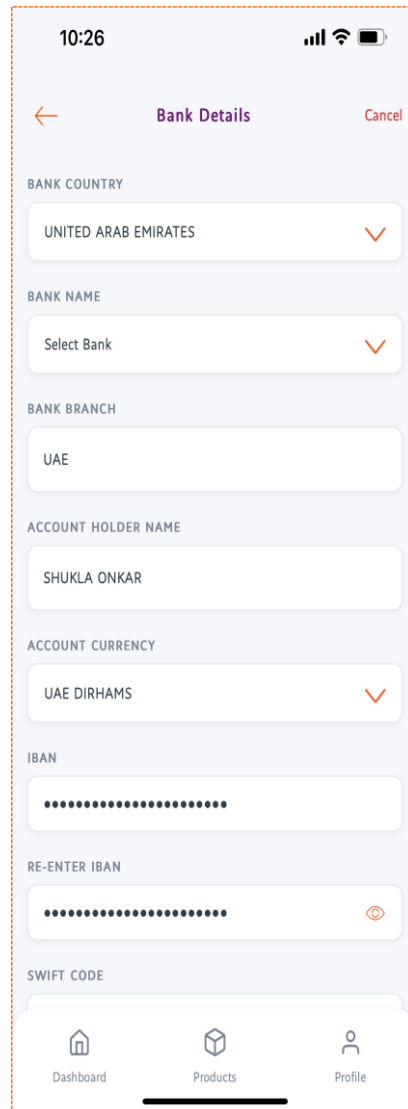 10:26
Bank Details
Cancel
BANK COUNTRY
UNITED ARAB EMIRATES
BANK NAME
Select Bank
BANK BRANCH
UAE
ACCOUNT HOLDER NAME
SHUKLA ONKAR
ACCOUNT CURRENCY
UAE DIRHAMS
IBAN
•••••••••••••••••••••••
RE-ENTER IBAN
•••••••••••••••••••••••
SWIFT CODE
Dashboard
Products
Profile